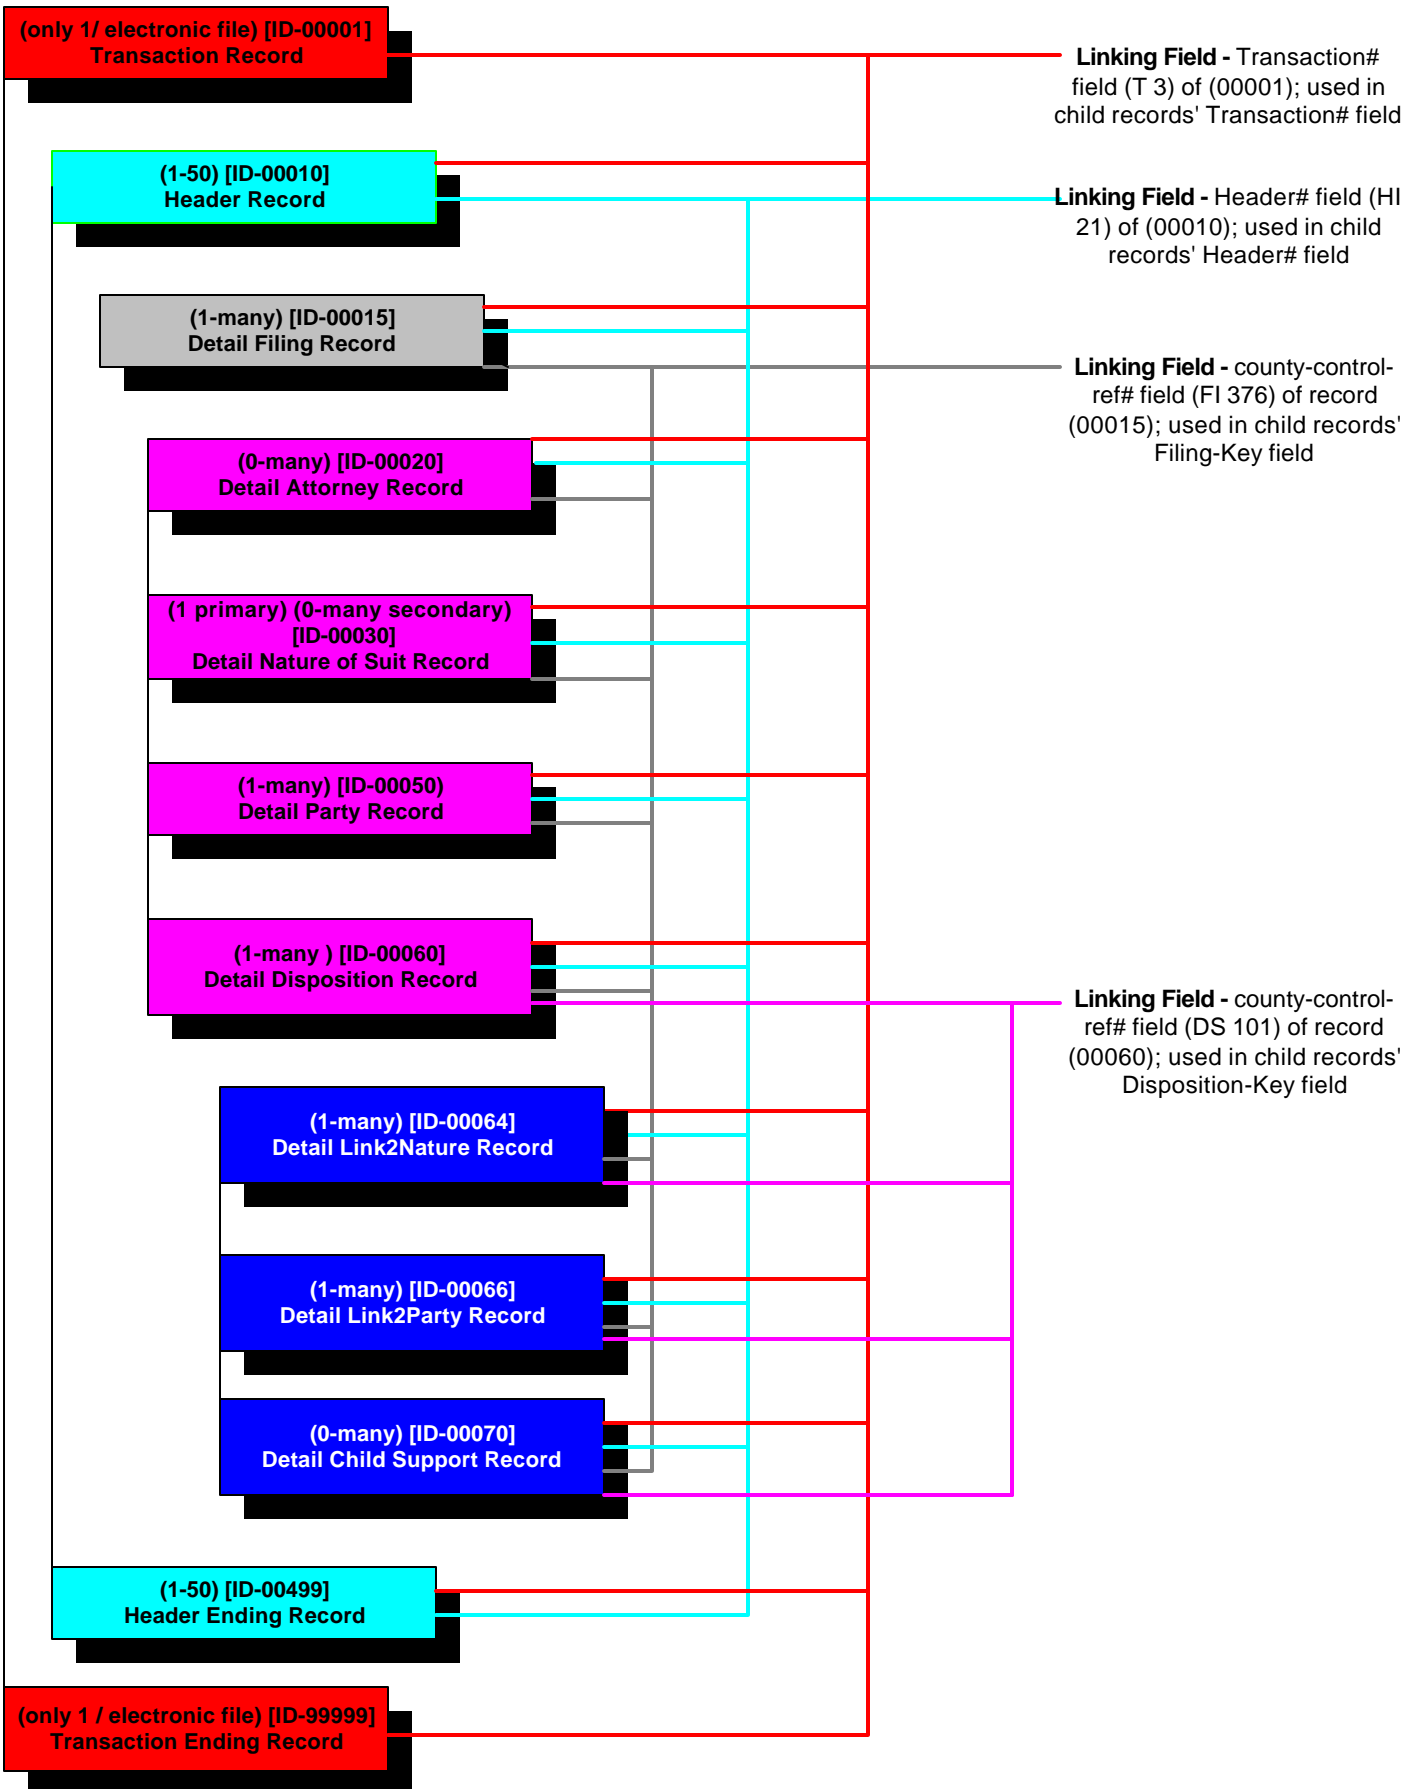 (only 1/ electronic file) [ID-00001]
Transaction Record
Linking Field - Transaction#
field (T 3) of (00001); used in
child records' Transaction# field
(1-50) [ID-00010]
Header Record
Linking Field - Header# field (HI
21) of (00010); used in child
records' Header# field
(1-many) [ID-00015]
Detail Filing Record
Linking Field - county-control-
ref# field (FI 376) of record
(00015); used in child records'
Filing-Key field
(0-many) [ID-00020]
Detail Attorney Record
(1 primary) (0-many secondary)
[ID-00030]
Detail Nature of Suit Record
(1-many) [ID-00050)
Detail Party Record
(1-many ) [ID-00060]
Detail Disposition Record
Linking Field - county-control-
ref# field (DS 101) of record
(00060); used in child records'
Disposition-Key field
(1-many) [ID-00064]
Detail Link2Nature Record
(1-many) [ID-00066]
Detail Link2Party Record
(0-many) [ID-00070]
Detail Child Support Record
(1-50) [ID-00499]
Header Ending Record
(only 1 / electronic file) [ID-99999]
Transaction Ending Record